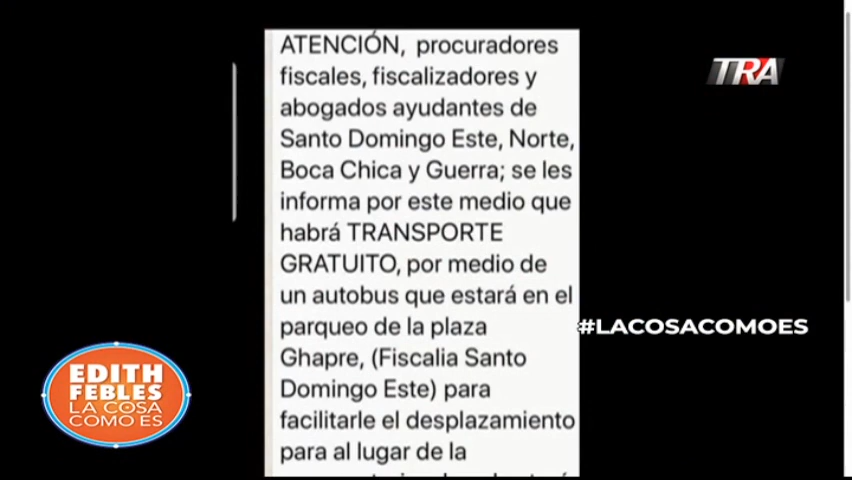 ATENCIÓN, procuradores
fiscales, fiscalizadores y
abogados ayudantes de
Santo Domingo Este, Norte,
Boca Chica y Guerra; se les
informa por este medio que
habrá TRANSPORTE
GRATUITO, por medio de
un autobus que estará en el
parqueo de la plaza
Ghapre, (Fiscalia Santo
Domingo Este) para
facilitarle el desplazamiento
para al lugar de la
TRA
#LACOSACOMOES
EDITH
FEBLES
LA COSA
COMO ES